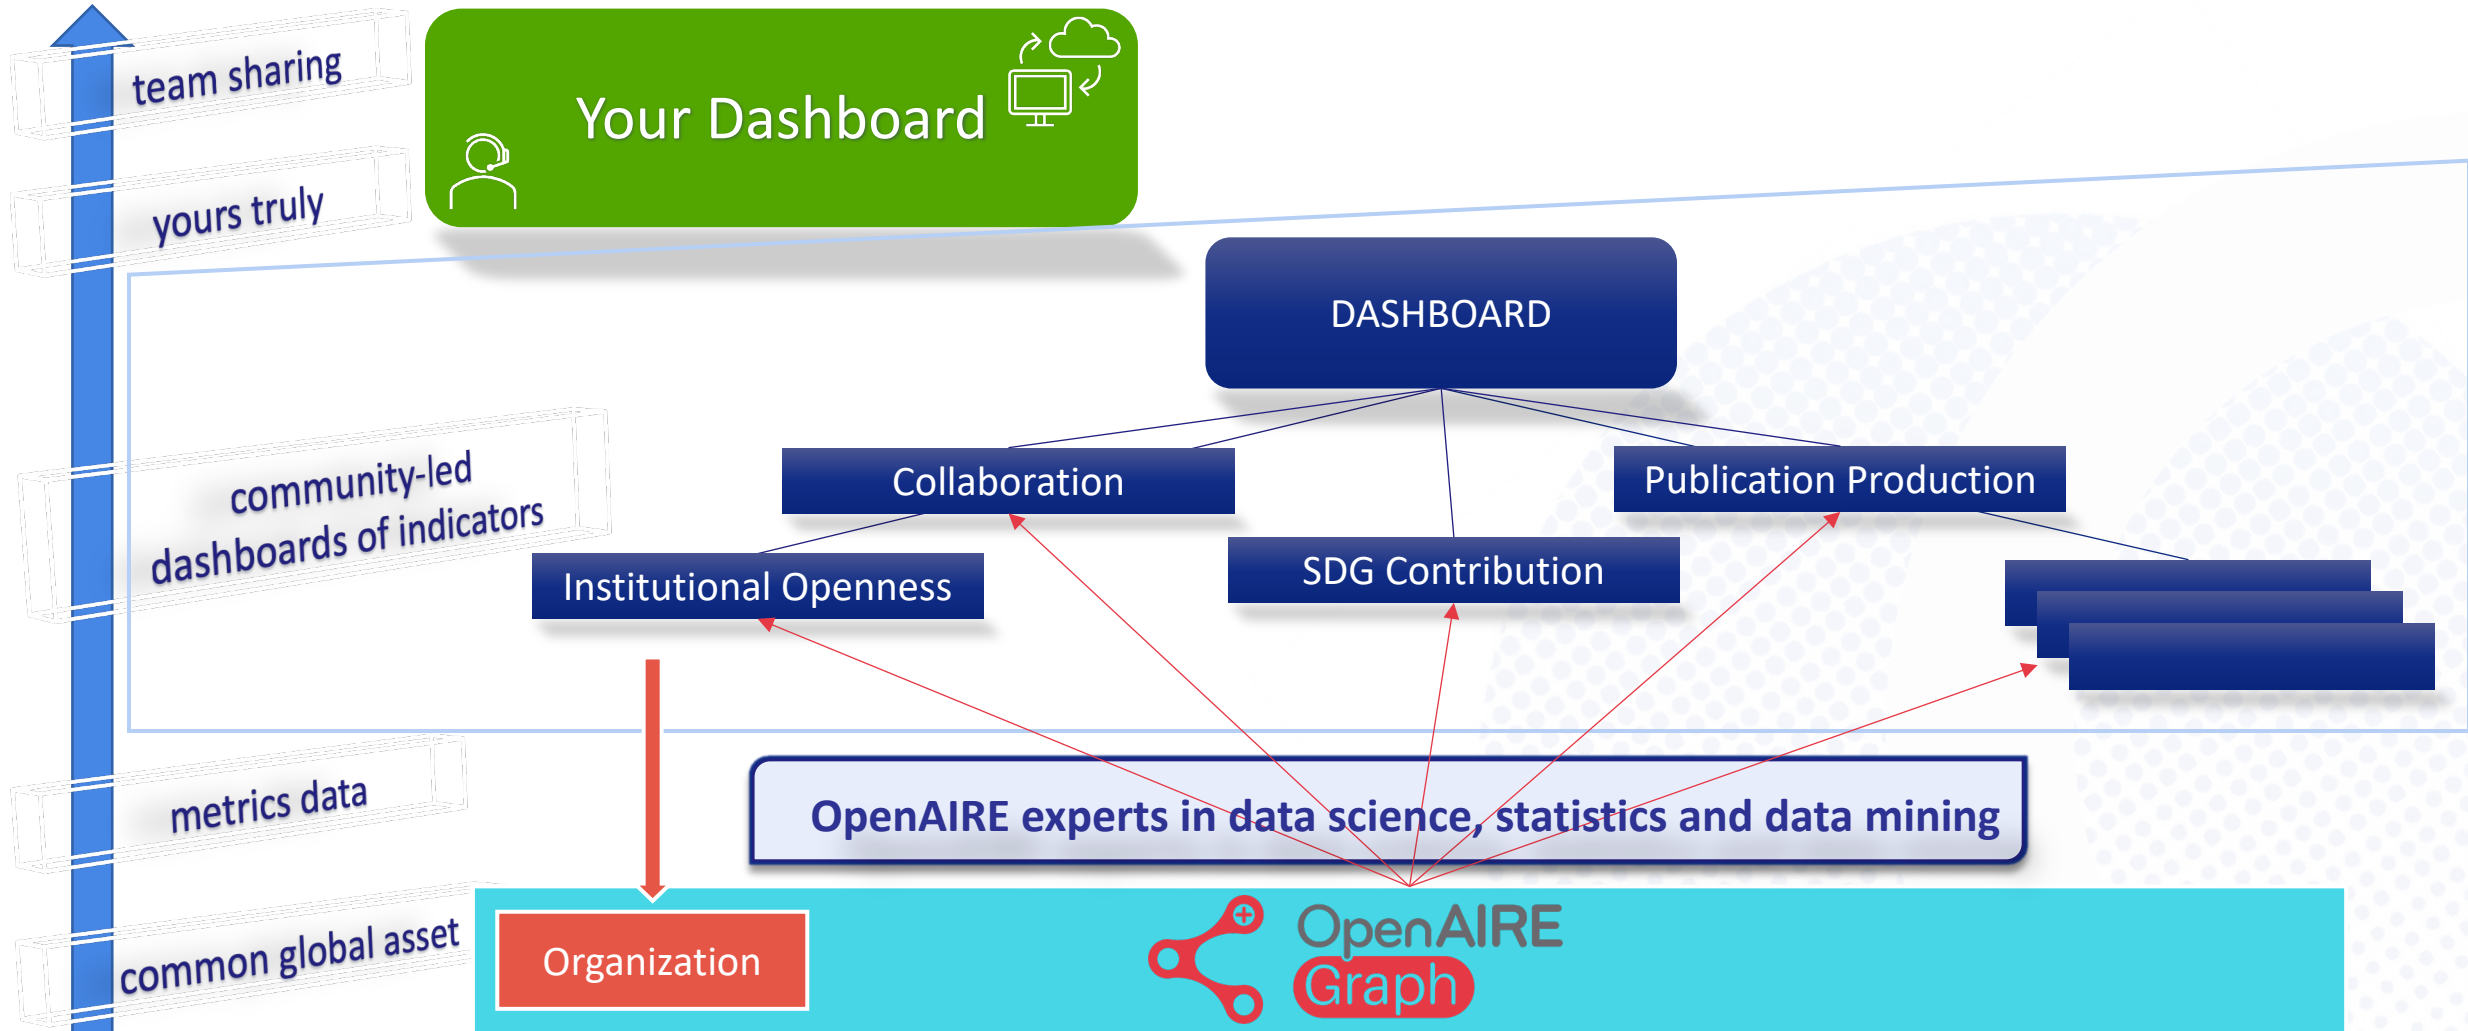 team sharing
Your Dashboard
yours truly
DASHBOARD
community-led
dashboards of indicators
Collaboration
Publication Production
Institutional Openness
SDG Contribution
metrics data
OpenAIRE experts in data science, statistics and data mining
common global asset
Organization
OpenAIRE
Graph